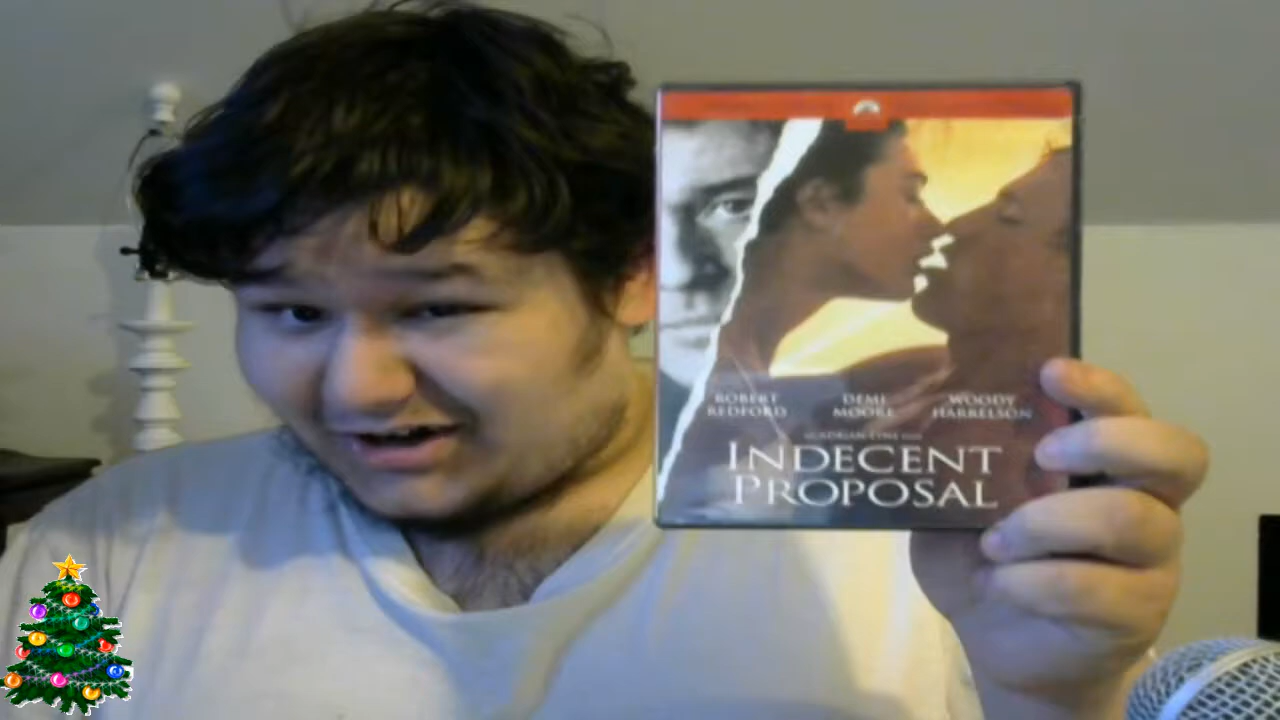 ROBERT REDFORD
DEMI MOORE
WOODY HARRELSON
INDECENT
PROPOSAL